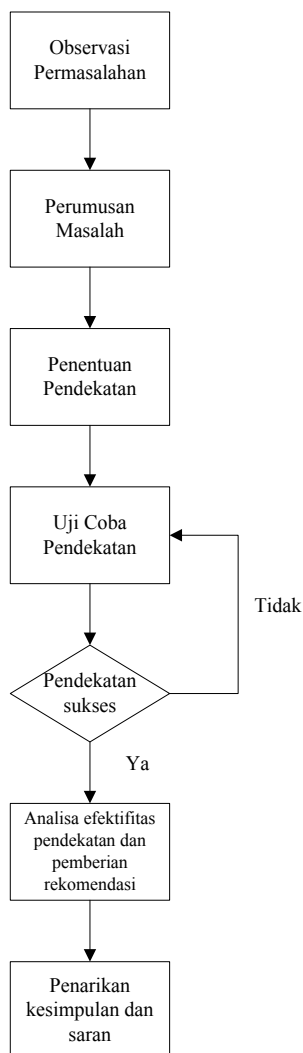 Observasi
Permasalahan
Perumusan
Masalah
Penentuan
Pendekatan
Uji Coba
Pendekatan
Tidak
Pendekatan
sukses
Ya
Analisa efektifitas
pendekatan dan
pemberian
rekomendasi
Penarikan
kesimpulan dan
saran